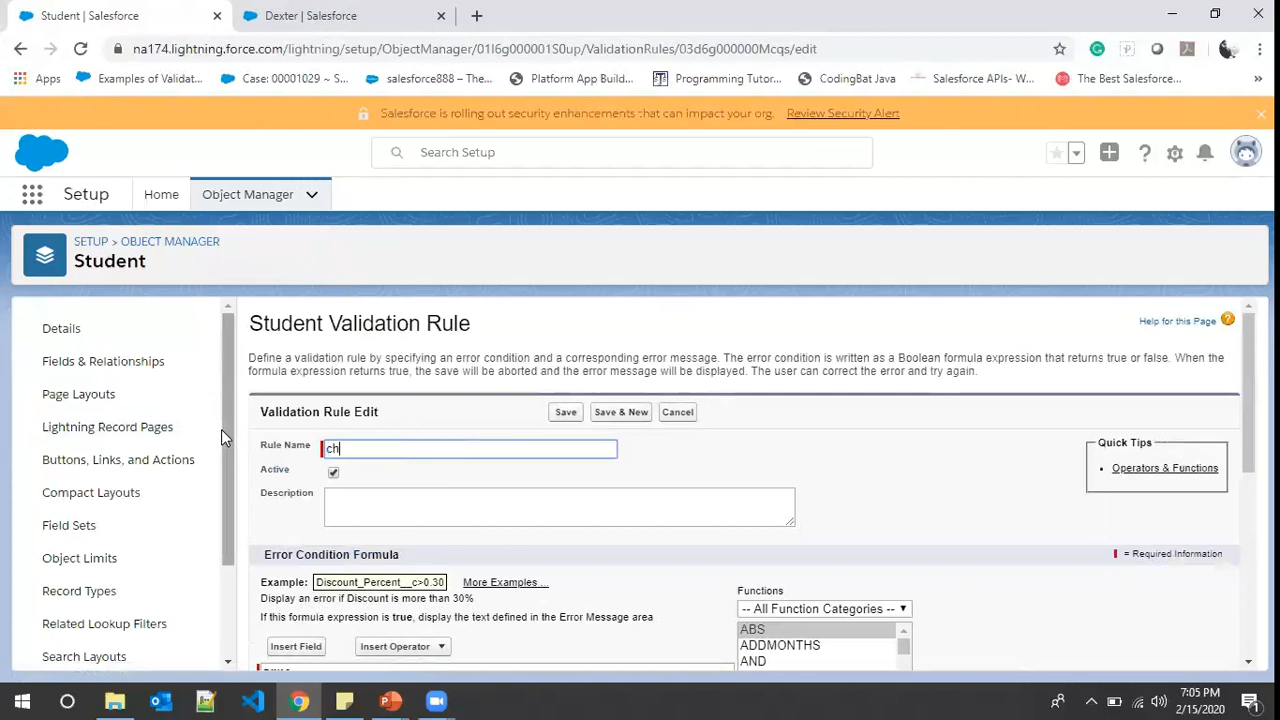 Student | Salesforce
Dexter | Salesforce
na174.lightning.force.com/lightning/setup/ObjectManager/01I6g000001S0up/ValidationRules/03d6g000000Mcqs/edit
Apps
Examples of Validat...
Case: 00001029 ~ S...
salesforce888 – The...
Platform App Build...
Programming Tutor...
CodingBat Java
Salesforce APIs- W...
The Best Salesforce...
Salesforce is rolling out security enhancements that can impact your org. Review Security Alert
Search Setup
Setup
Home
Object Manager
SETUP > OBJECT MANAGER
Student
Details
Fields & Relationships
Page Layouts
Lightning Record Pages
Buttons, Links, and Actions
Compact Layouts
Field Sets
Object Limits
Record Types
Related Lookup Filters
Search Layouts
Student Validation Rule
Help for this Page
Define a validation rule by specifying an error condition and a corresponding error message. The error condition is written as a Boolean formula expression that returns true or false. When the
formula expression returns true, the save will be aborted and the error message will be displayed. The user can correct the error and try again.
Validation Rule Edit
Save
Save & New
Cancel
Rule Name
ch
Active
Description
Quick Tips
• Operators & Functions
Error Condition Formula
= Required Information
Example: Discount_Percent__c>0.30 More Examples ...
Display an error if Discount is more than 30%
If this formula expression is true, display the text defined in the Error Message area
Insert Field
Insert Operator
Functions
-- All Function Categories --
ABS
ADDMONTHS
AND
7:05 PM
2/15/2020
1